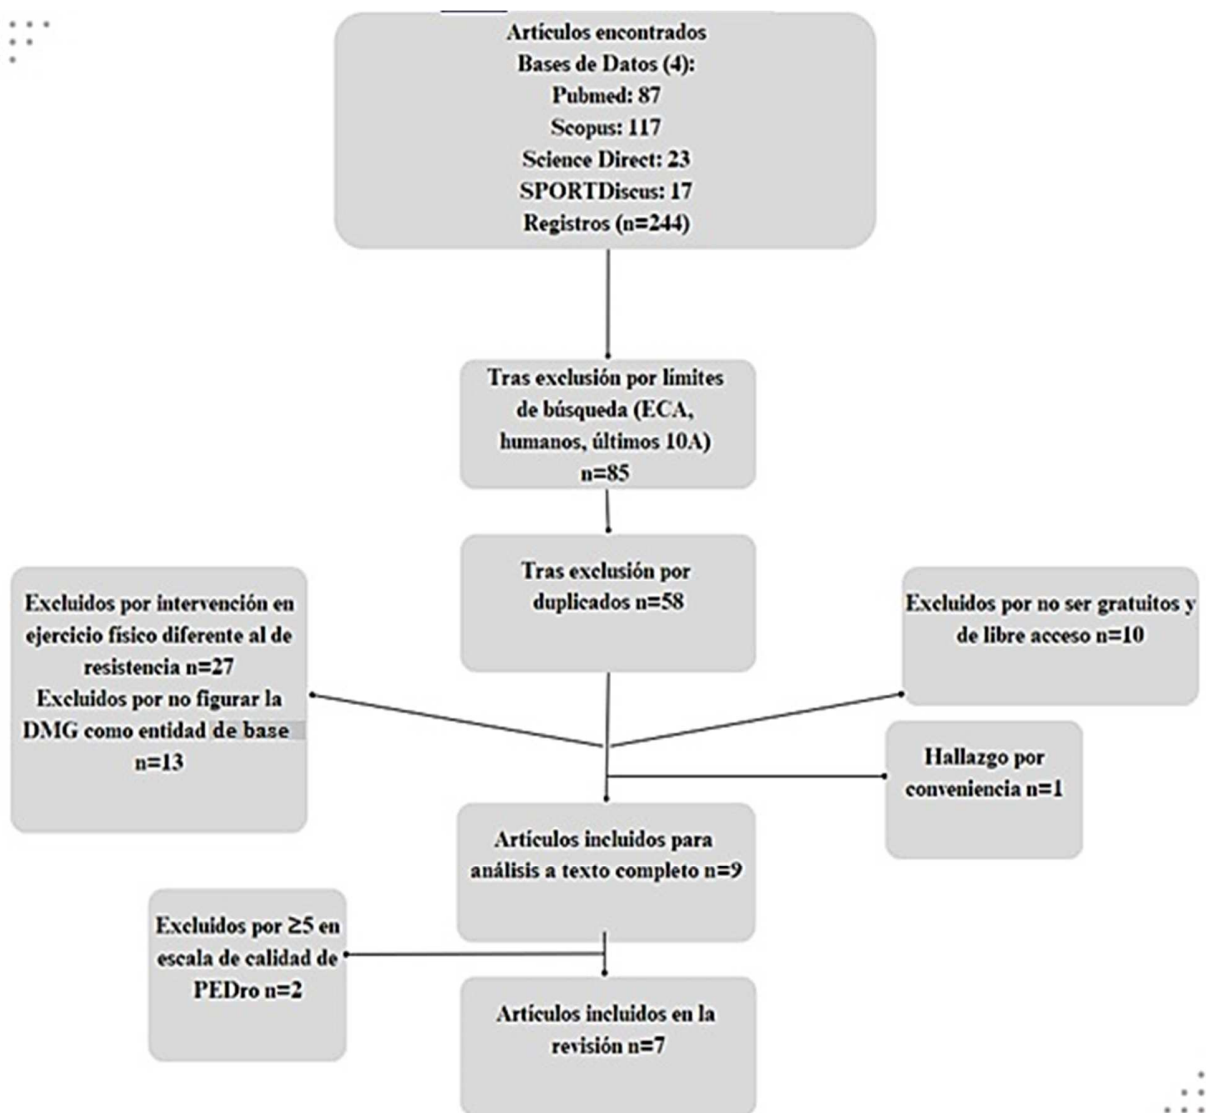 Artículos encontrados
Bases de Datos (4):
Pubmed: 87
Scopus: 117
Science Direct: 23
SPORTDiscus: 17
Registros (n=244)
Tras exclusión por límites
de búsqueda (ECA,
humanos, últimos 10A)
n=85
Tras exclusión por
duplicados n=58
Excluidos por intervención en
ejercicio físico diferente al de
resistencia n=27
Excluidos por no figurar la
DMG como entidad de base
n=13
Excluidos por no ser gratuitos y
de libre acceso n=10
Hallazgo por
conveniencia n=1
Artículos incluidos para
análisis a texto completo n=9
Excluidos por ≥5 en
escala de calidad de
PEDro n=2
Artículos incluidos en la
revisión n=7